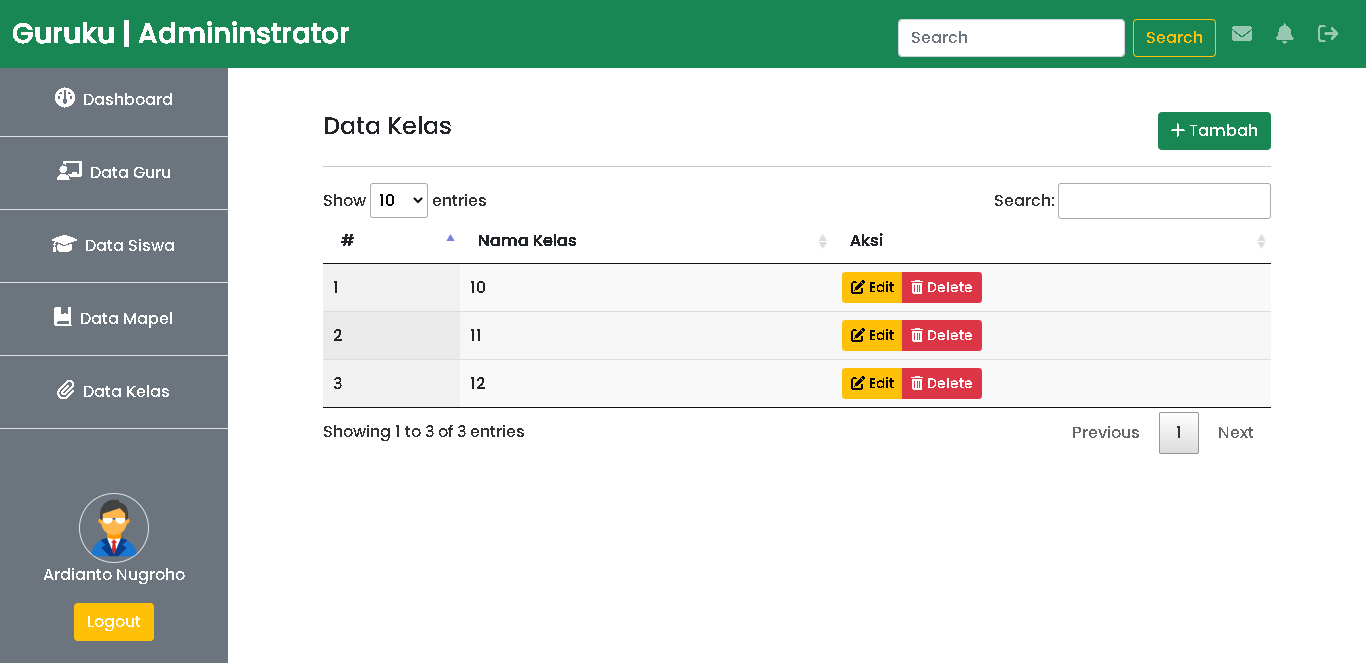 Guruku | Admininstrator
Search Search
Dashboard
Data Guru
Data Siswa
Data Mapel
Data Kelas
Ardianto Nugroho
Logout
Data Kelas
Tambah
Show 10 entries
Search:
# Nama Kelas Aksi
1 10 Edit Delete
2 11 Edit Delete
3 12 Edit Delete
Showing 1 to 3 of 3 entries
Previous 1 Next